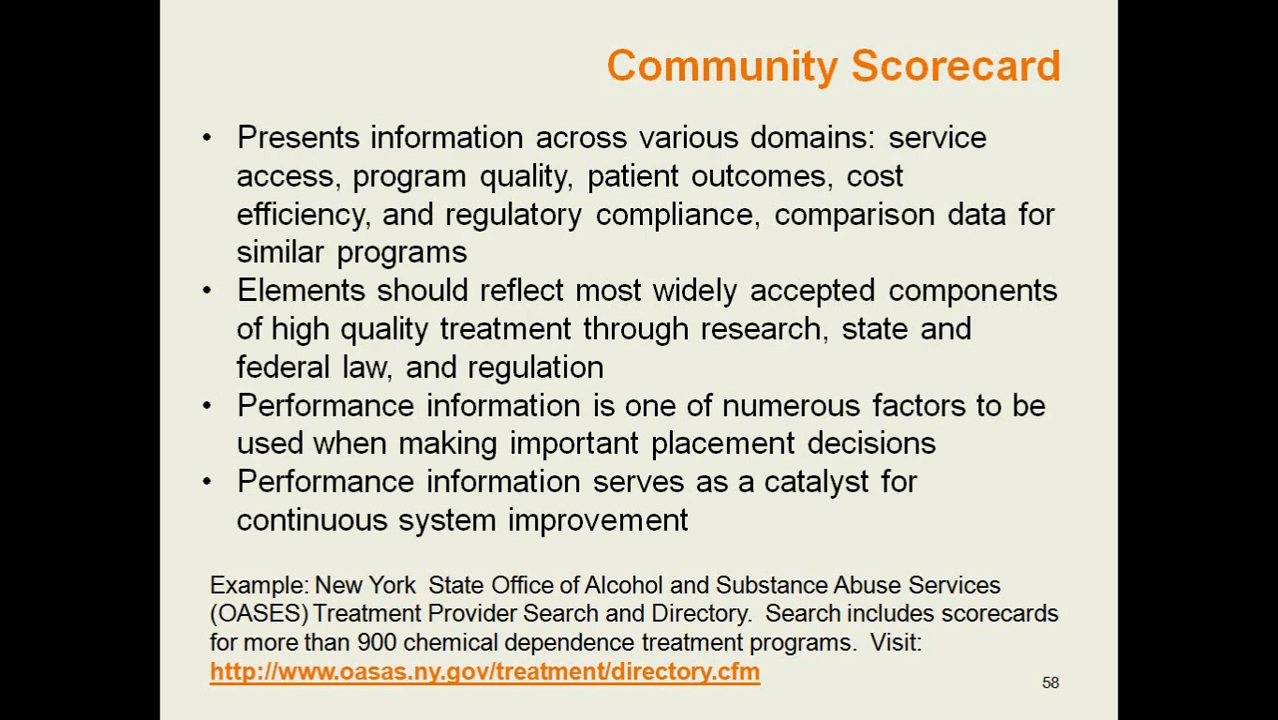 Community Scorecard
• Presents information across various domains: service
access, program quality, patient outcomes, cost
efficiency, and regulatory compliance, comparison data for
similar programs
• Elements should reflect most widely accepted components
of high quality treatment through research, state and
federal law, and regulation
• Performance information is one of numerous factors to be
used when making important placement decisions
• Performance information serves as a catalyst for
continuous system improvement
Example: New York State Office of Alcohol and Substance Abuse Services
(OASES) Treatment Provider Search and Directory. Search includes scorecards
for more than 900 chemical dependence treatment programs. Visit:
http://www.oasas.ny.gov/treatment/directory.cfm
58